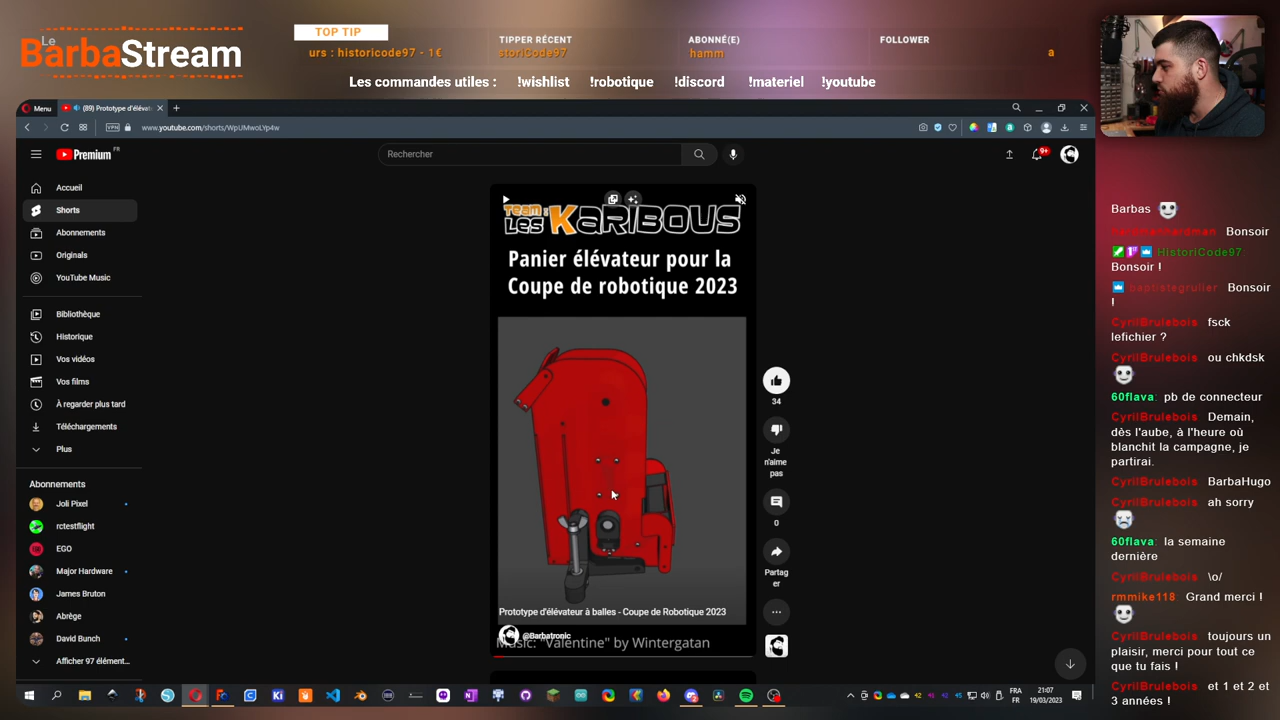 Le
BarbaStream
TOP TIP
urs : historicode97 - 1€
TIPPER RÉCENT
storiCode97
ABONNÉ(E)
hamm
FOLLOWER
a
Les commandes utiles : !wishlist !robotique !discord !materiel !youtube
Menu
(89) Prototype d'élévat
VPN
www.youtube.com/shorts/WpUMwoLYp4w
Premium FR
Rechercher
9+
Accueil
Shorts
Abonnements
Originals
YouTube Music
Bibliothèque
Historique
Vos vidéos
Vos films
À regarder plus tard
Téléchargements
Plus
Abonnements
Joli Pixel
rctestflight
EGO
Major Hardware
James Bruton
Abrège
David Bunch
Afficher 97 élément...
TEAM:
LES KARIBOUS
Panier élévateur pour la
Coupe de robotique 2023
Prototype d'élévateur à balles - Coupe de Robotique 2023
@Barbatronic
Music: "Valentine" by Wintergatan
34
Je
n'aime
pas
0
Partag
er
Barbas
Bonsoir
HistoriCode97
Bonsoir !
baptistegrulier Bonsoir
!
CyrilBrulebois fsck
lefichier ?
CyrilBrulebois ou chkdsk
60flava: pb de connecteur
CyrilBrulebois Demain,
dès l'aube, à l'heure où
blanchit la campagne, je
partirai.
CyrilBrulebois BarbaHugo
CyrilBrulebois ah sorry
60flava: la semaine
dernière
CyrilBrulebois \o/
rmmike118: Grand merci !
CyrilBrulebois toujours un
plaisir, merci pour tout ce
que tu fais !
CyrilBrulebois et 1 et 2 et
3 années !
FRA
FR
21:07
19/03/2023